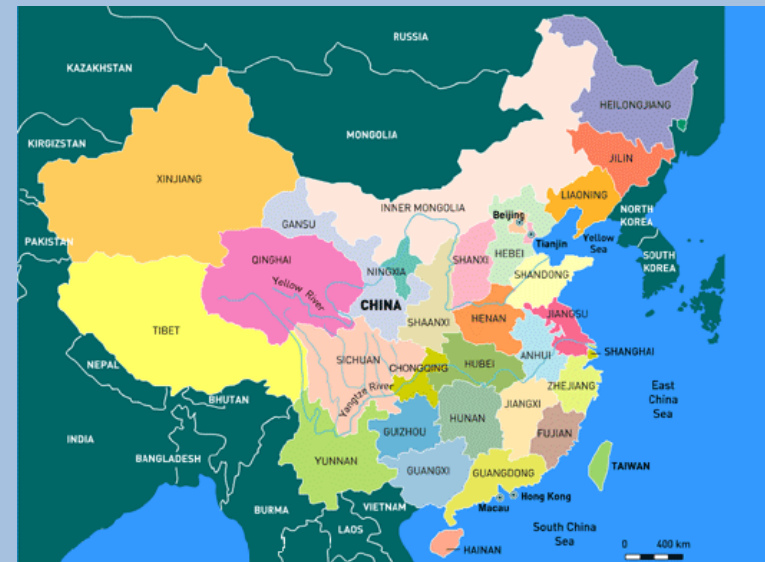 RUSSIA
KAZAKHSTAN
HEILONGJIANG
MONGOLIA
KIRGIZSTAN
JILIN
XINJIANG
LIAONING
INNER MONGOLIA
Beijing
NORTH
KOREA
GANSU
Tianjin
Yellow
Sea
PAKISTAN
QINGHAI
NINGXIA
SHANXI
HEBEI
SOUTH
KOREA
SHANDONG
Yellow River
CHINA
TIBET
SHAANXI
HENAN
JIANGSU
SICHUAN
CHONGQING
HUBEI
ANHUI
SHANGHAI
NEPAL
Yangtze River
ZHEJIANG
East
China
Sea
BHUTAN
JIANGXI
HUNAN
GUIZHOU
FUJIAN
INDIA
BANGLADESH
YUNNAN
GUANGXI
GUANGDONG
TAIWAN
Hong Kong
Macau
BURMA
VIETNAM
LAOS
South China
Sea
HAINAN
0 400 km